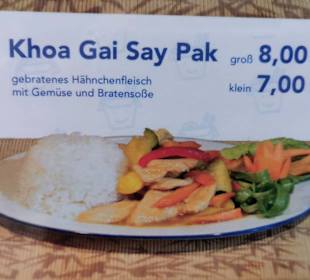 Khoa Gai Say Pak groß 8,00
gebratenes Hähnchenfleisch
mit Gemüse und Bratensoße klein 7,00